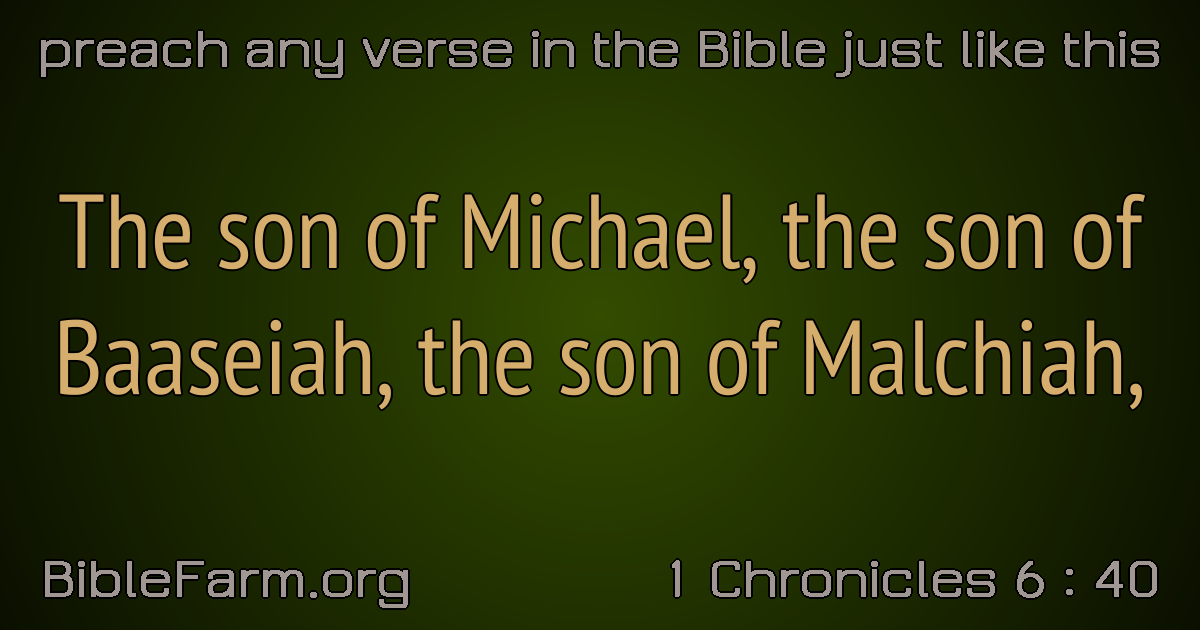 preach any verse in the Bible just like this
The son of Michael, the son of
Baaseiah, the son of Malchiah,
BibleFarm.org
1 Chronicles 6 : 40